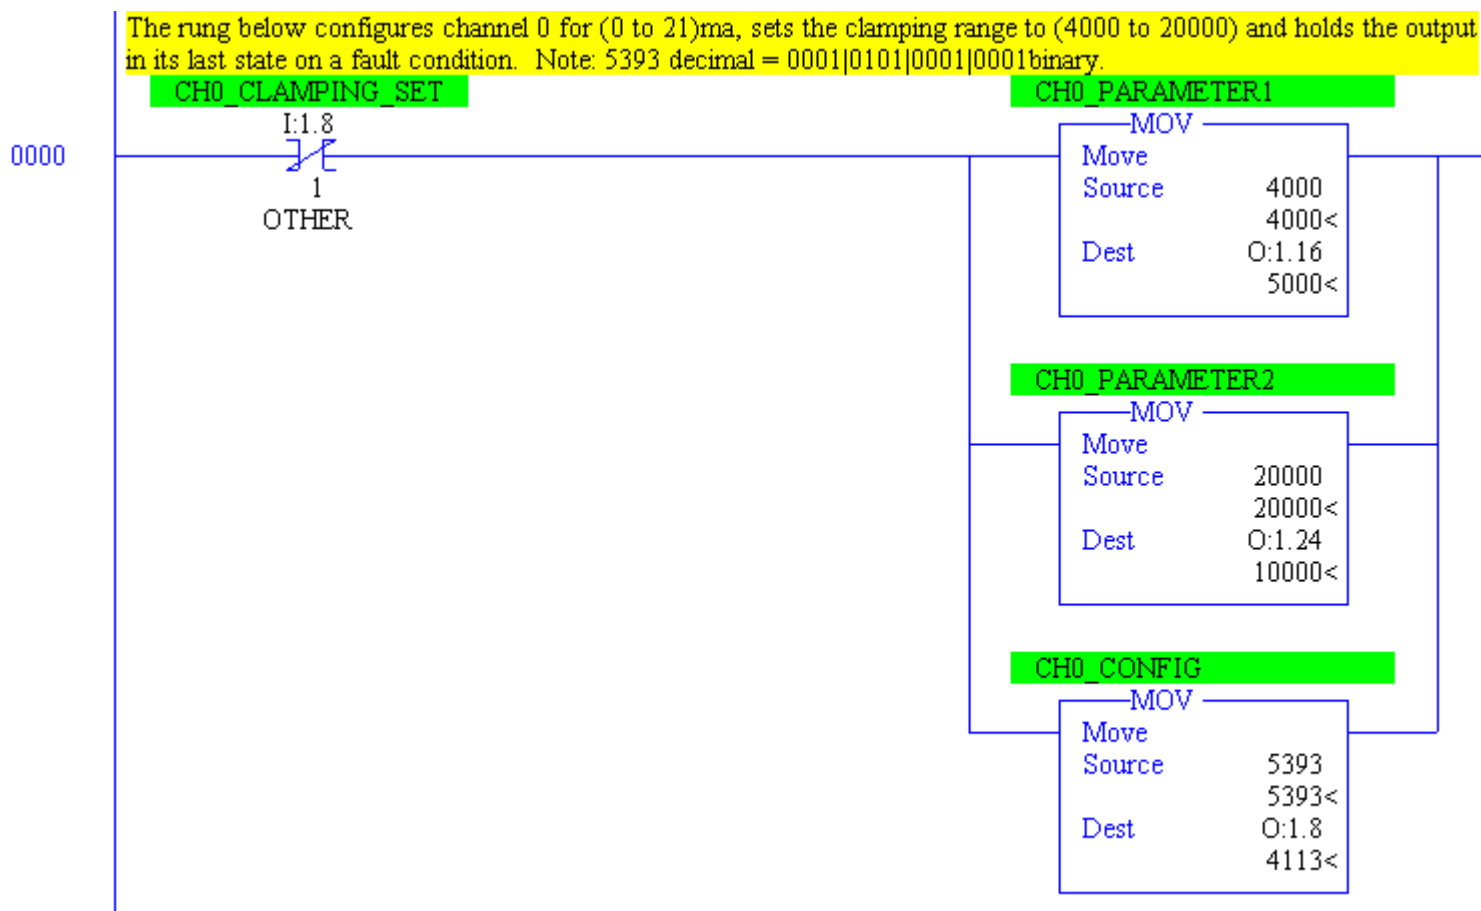 The rung below configures channel 0 for (0 to 21)ma, sets the clamping range to (4000 to 20000) and holds the output
in its last state on a fault condition.  Note: 5393 decimal = 0001|0101|0001|0001binary.
CH0_CLAMPING_SET
I:1.8
0000
1
OTHER
CH0_PARAMETER1
MOV
Move
Source 4000
4000<
Dest O:1.16
5000<
CH0_PARAMETER2
MOV
Move
Source 20000
20000<
Dest O:1.24
10000<
CH0_CONFIG
MOV
Move
Source 5393
5393<
Dest O:1.8
4113<